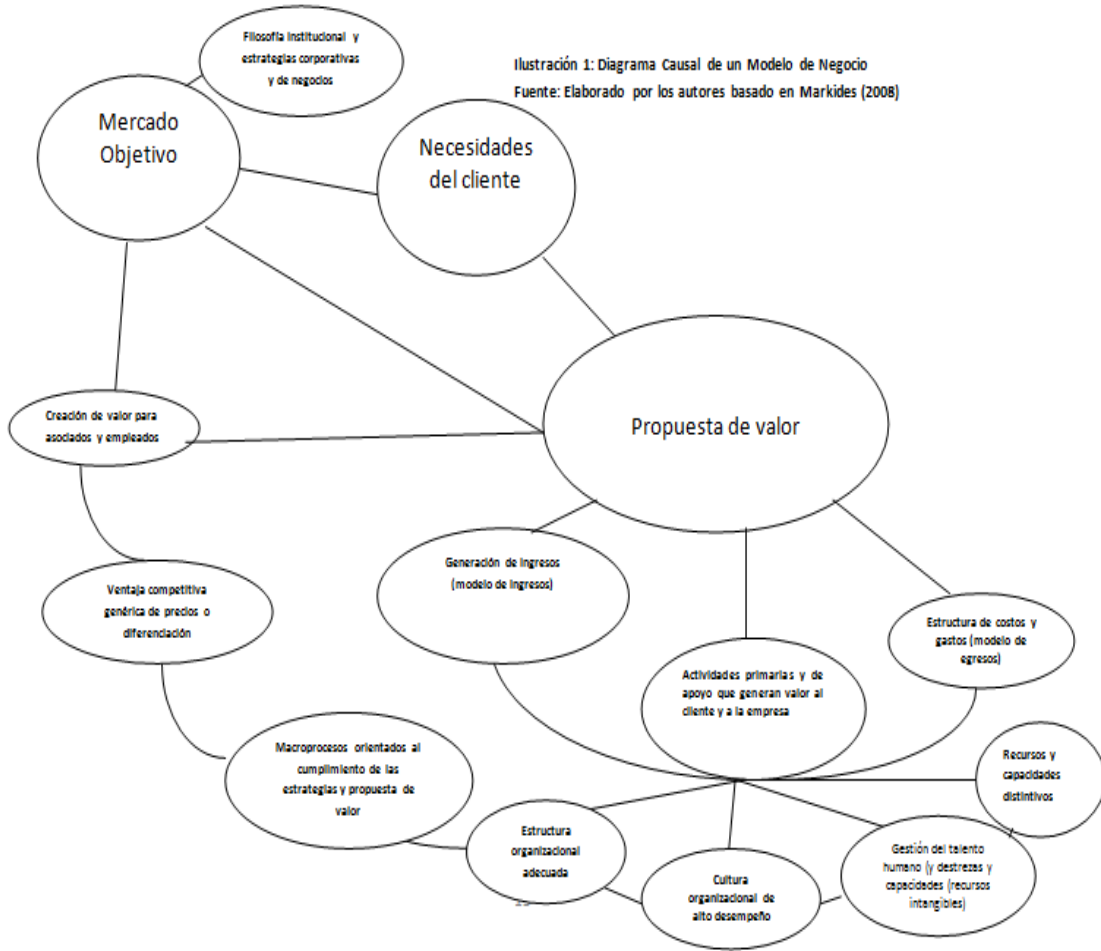 Filosofía institucional y
estrategias corporativas
y de negocios
Ilustración 1: Diagrama Causal de un Modelo de Negocio
Fuente: Elaborado por los autores basado en Markides (2008)
Mercado
Objetivo
Necesidades
del cliente
Propuesta de valor
Creación de valor para
asociados y empleados
Generación de ingresos
(modelo de ingresos)
Ventaja competitiva
genérica de precios o
diferenciación
Estructura de costos y
gastos (modelo de
egresos)
Actividades primarias y de
apoyo que generan valor al
cliente y a la empresa
Macroprocesos orientados al
cumplimiento de las
estrategias y propuesta de
valor
Recursos y
capacidades
distintivos
Estructura
organizacional
adecuada
Cultura
organizacional de
alto desempeño
Gestión del talento
humano (y destrezas y
capacidades (recursos
intangibles)